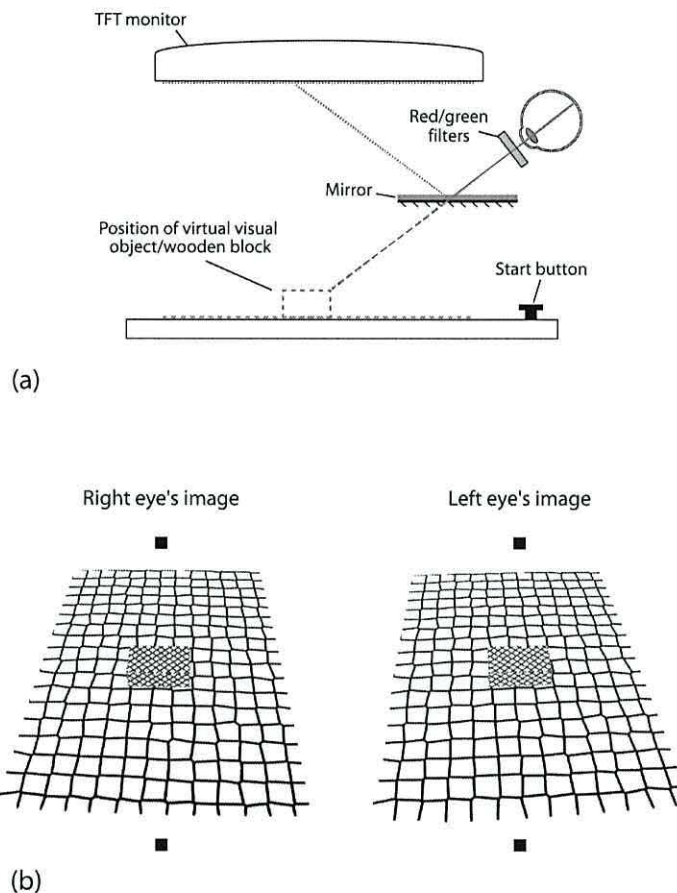 TFT monitor
Red/green
filters
Mirror
Position of virtual visual
object/wooden block
Start button
(a)
Right eye's image
Left eye's image
(b)